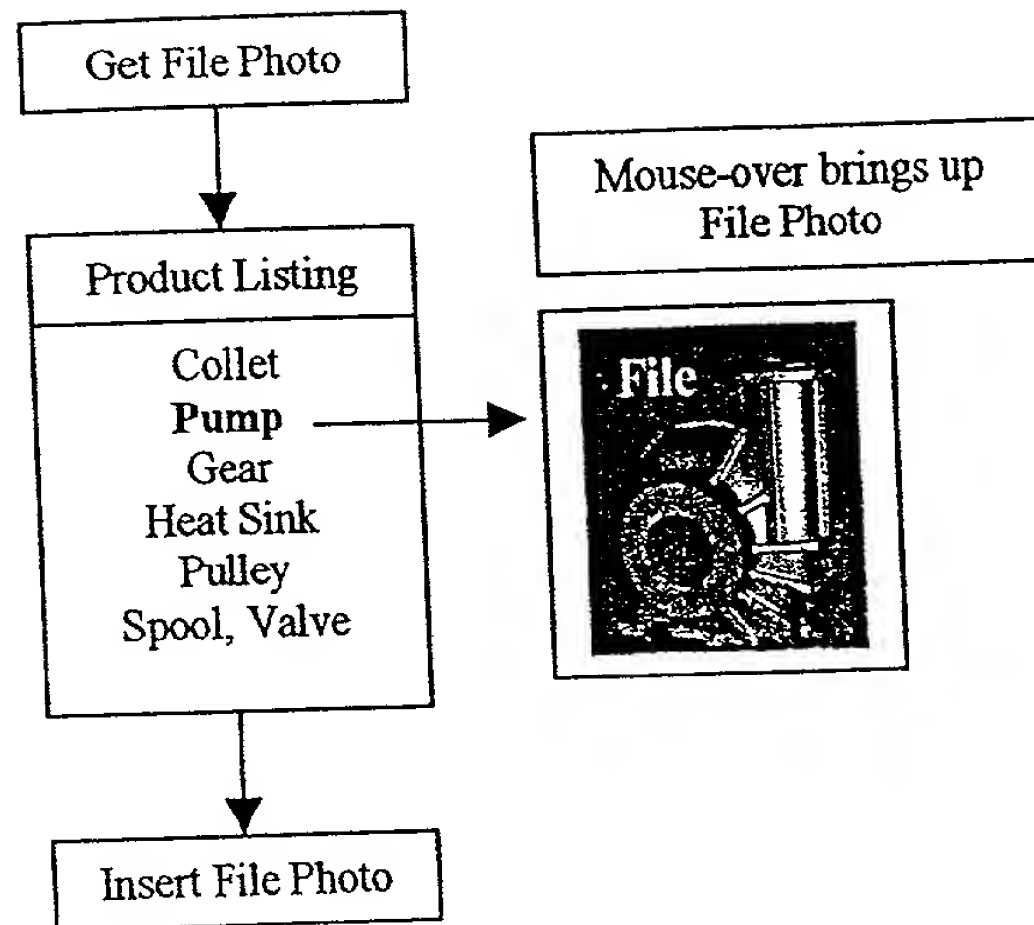 Get File Photo
Mouse-over brings up
File Photo
Product Listing
Collet
Pump
Gear
Heat Sink
Pulley
Spool, Valve
File
Insert File Photo